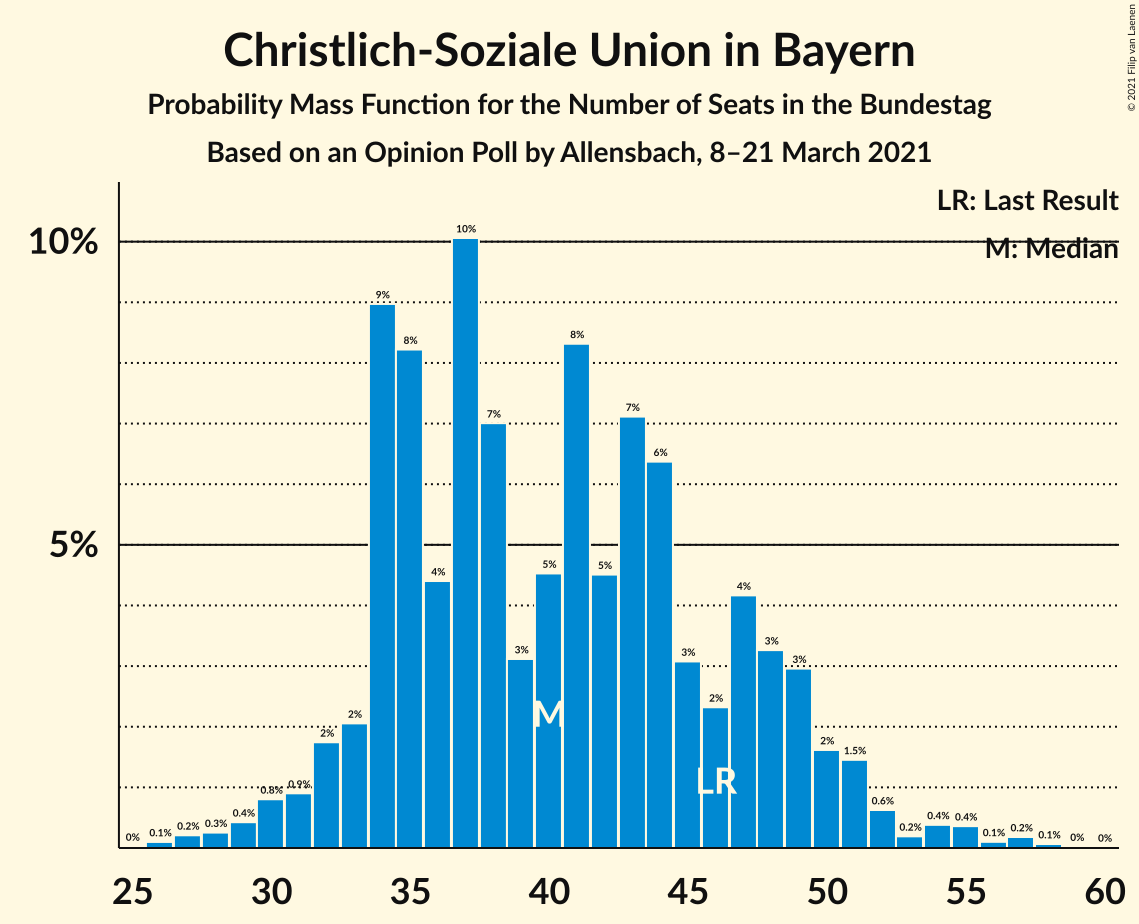 Christlich-Soziale Union in Bayern
Probability Mass Function for the Number of Seats in the Bundestag
Based on an Opinion Poll by Allensbach, 8–21 March 2021
© 2021 Filip van Laenen
LR: Last Result
M: Median
10%
5%
0% 0.1% 0.2% 0.3% 0.4% 0.8% 0.9% 2% 2% 9% 8% 4% 10% 7% 3% 5% 8% 5% 7% 6% 3% 2% 4% 3% 3% 2% 1.5% 0.6% 0.2% 0.4% 0.4% 0.1% 0.2% 0.1% 0% 0%
M
LR
25 30 35 40 45 50 55 60